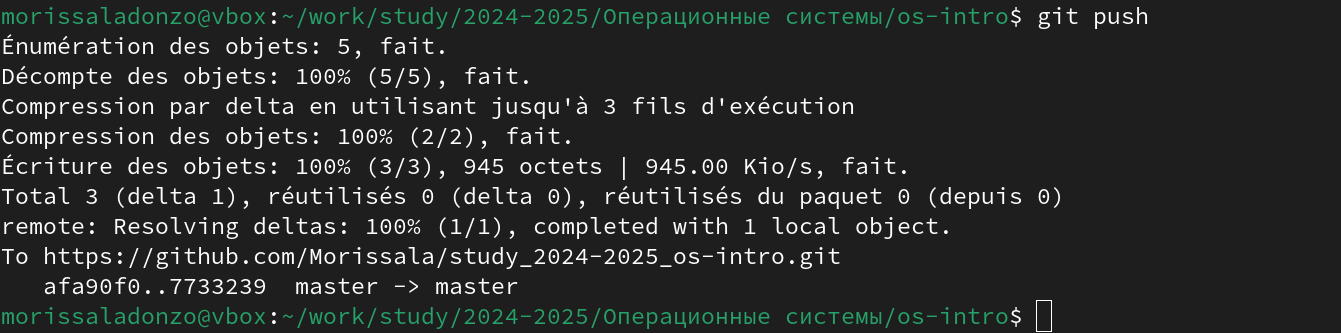 morissaladonzo@vbox:~/work/study/2024-2025/Операционные системы/os-intro$ git push
Énumération des objets: 5, fait.
Décompte des objets: 100% (5/5), fait.
Compression par delta en utilisant jusqu'à 3 fils d'exécution
Compression des objets: 100% (2/2), fait.
Écriture des objets: 100% (3/3), 945 octets | 945.00 Kio/s, fait.
Total 3 (delta 1), réutilisés 0 (delta 0), réutilisés du paquet 0 (depuis 0)
remote: Resolving deltas: 100% (1/1), completed with 1 local object.
To https://github.com/Morissala/study_2024-2025_os-intro.git
   afa90f0..7733239  master -> master
morissaladonzo@vbox:~/work/study/2024-2025/Операционные системы/os-intro$